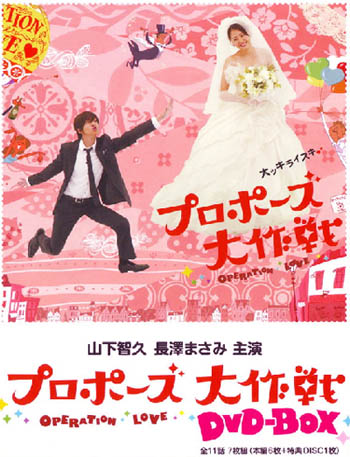 TION
VE
大ッキライスキ♥
プロポーズ
大作戦
OPERATION LOVE
山下智久 長澤まさみ 主演
プロポーズ 大作戦
OPERATION LOVE
DVD-BOX
全11話 7枚組(本編6枚+特典DISC1枚)